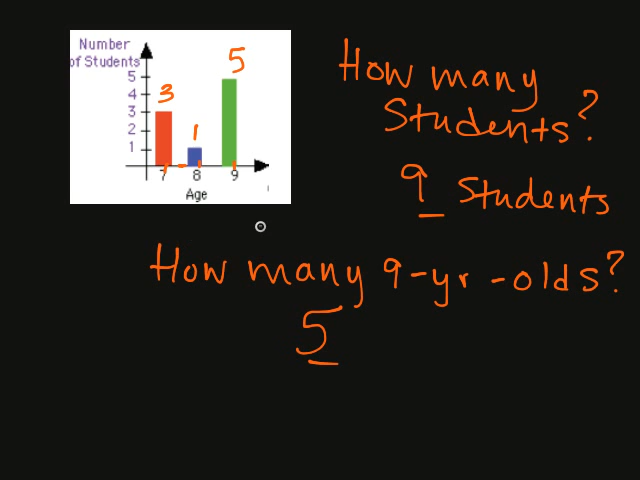 Number
of Students
5
4
3
2
1
3
1
5
7 8 9
Age
How many
Students?
9 Students
How many 9-yr-olds?
5